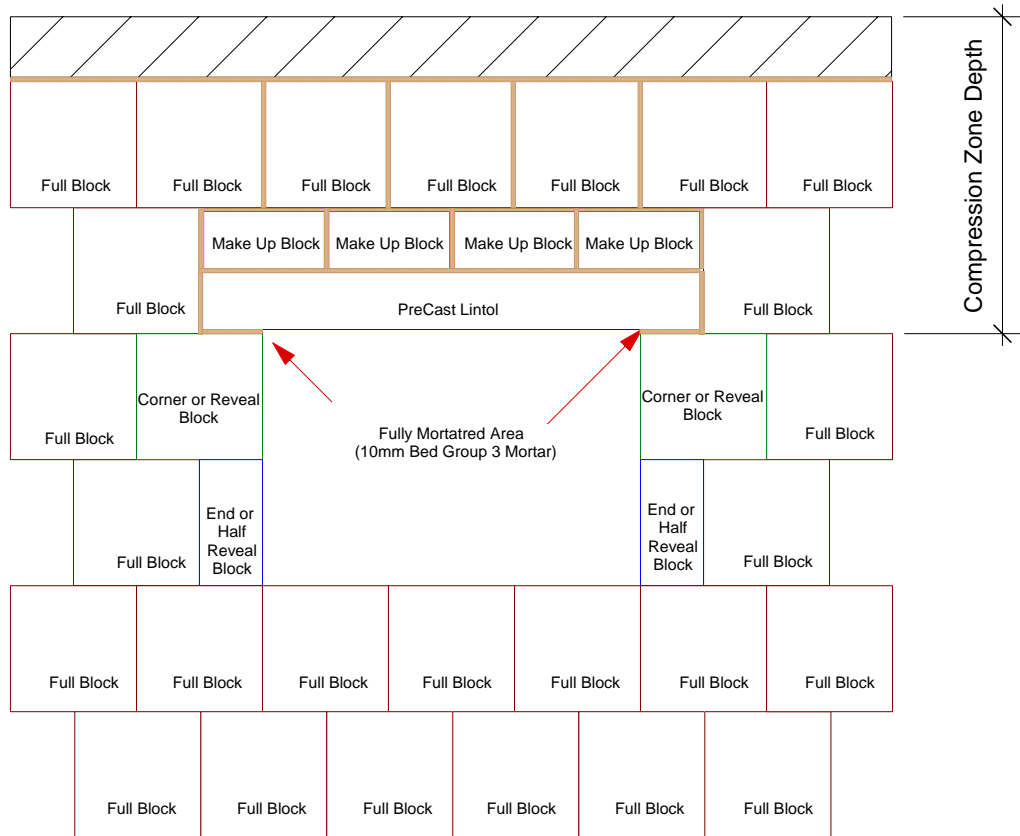 Compression Zone Depth
Full Block
Full Block
Full Block
Full Block
Full Block
Full Block
Full Block
Make Up Block
Make Up Block
Make Up Block
Make Up Block
Full Block
PreCast Lintol
Full Block
Corner or Reveal
Block
Full Block
Fully Mortatred Area
(10mm Bed Group 3 Mortar)
Corner or Reveal
Block
Full Block
Full Block
End or
Half
Reveal
Block
End or
Half
Reveal
Block
Full Block
Full Block
Full Block
Full Block
Full Block
Full Block
Full Block
Full Block
Full Block
Full Block
Full Block
Full Block
Full Block
Full Block